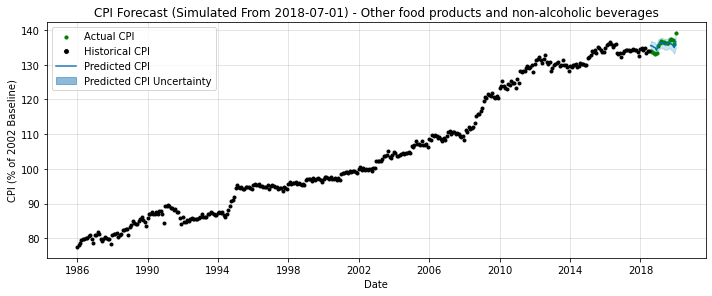 CPI Forecast (Simulated From 2018-07-01) - Other food products and non-alcoholic beverages
CPI (% of 2002 Baseline)
140
130
120
110
100
90
80
Actual CPI
Historical CPI
Predicted CPI
Predicted CPI Uncertainty
1986 1990 1994 1998 2002 2006 2010 2014 2018
Date